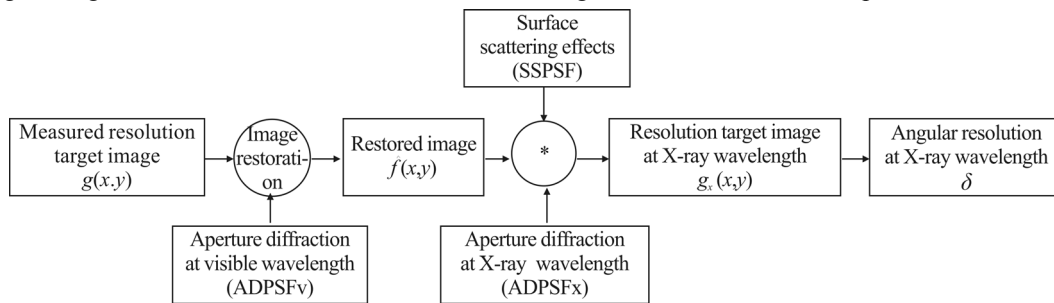 Surface
scattering effects
(SSPSF)
Measured resolution
target image
g(x.y)
Image
restorati-
on
Restored image
f̂(x,y)
*
Resolution target image
at X-ray wavelength
gx (x,y)
Angular resolution
at X-ray wavelength
δ
Aperture diffraction
at visible wavelength
(ADPSFv)
Aperture diffraction
at X-ray wavelength
(ADPSFx)